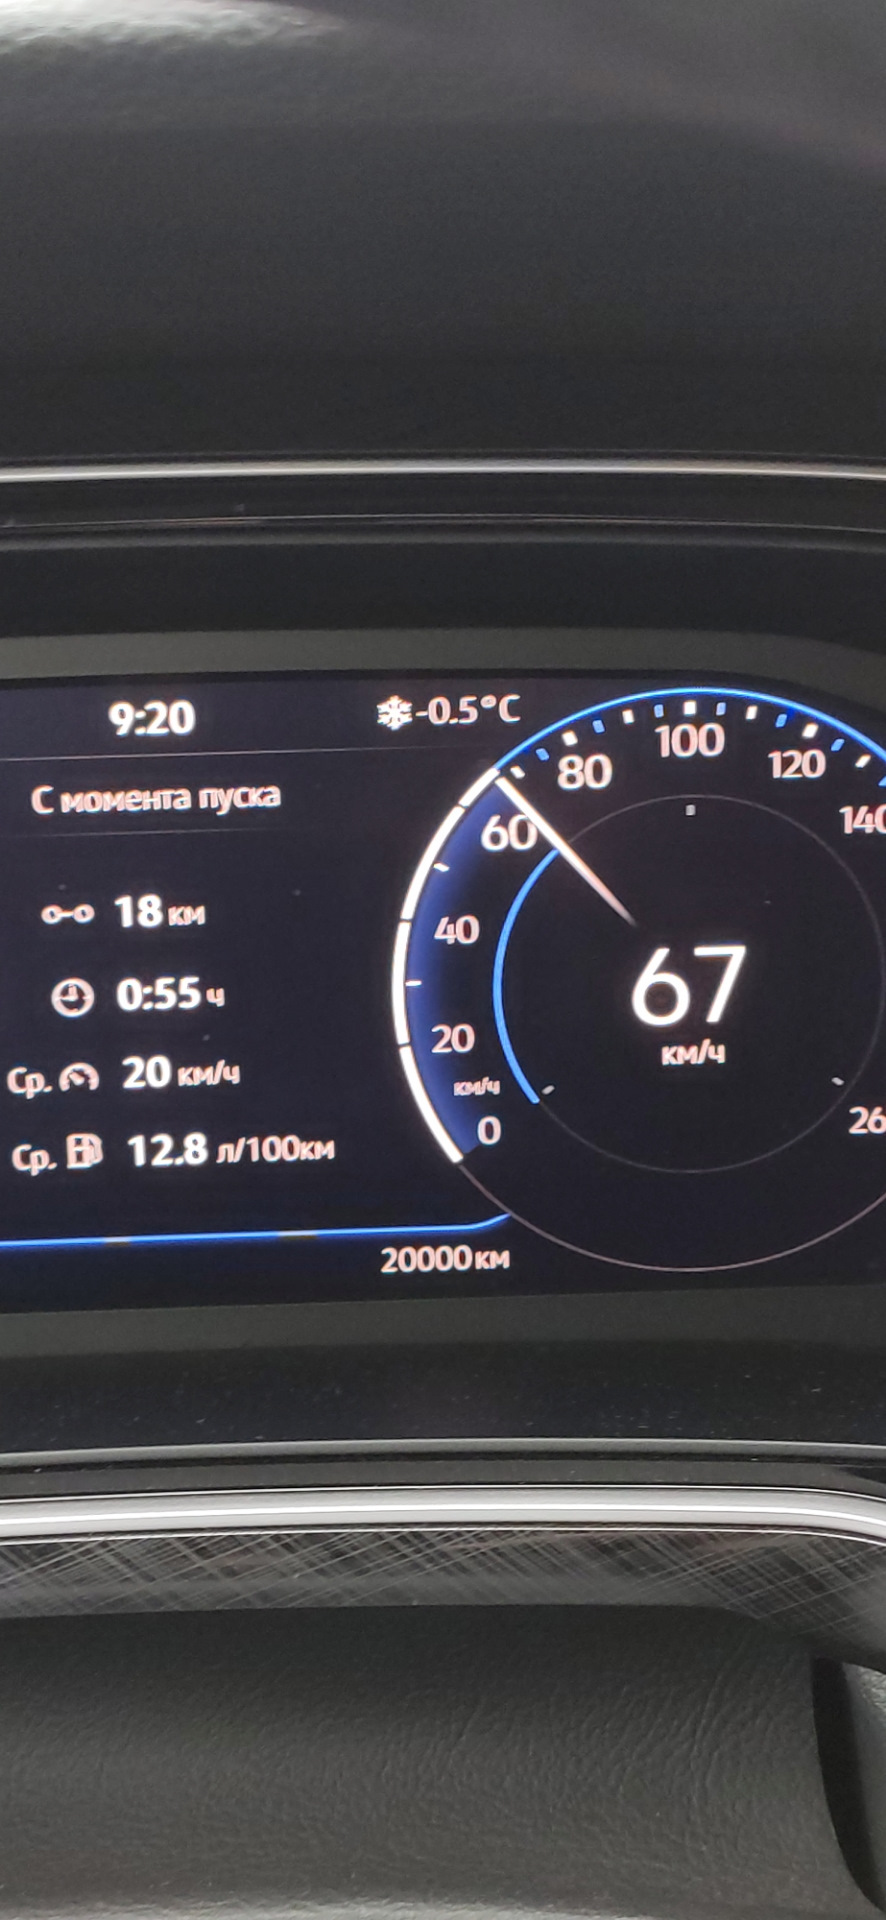 9:20
-0.5°C
С момента пуска
18 км
0:55 ч
Ср. 20 км/ч
Ср. 12.8 л/100км
20000 км
0
20
40
60
80
100
120
км/ч
67
км/ч